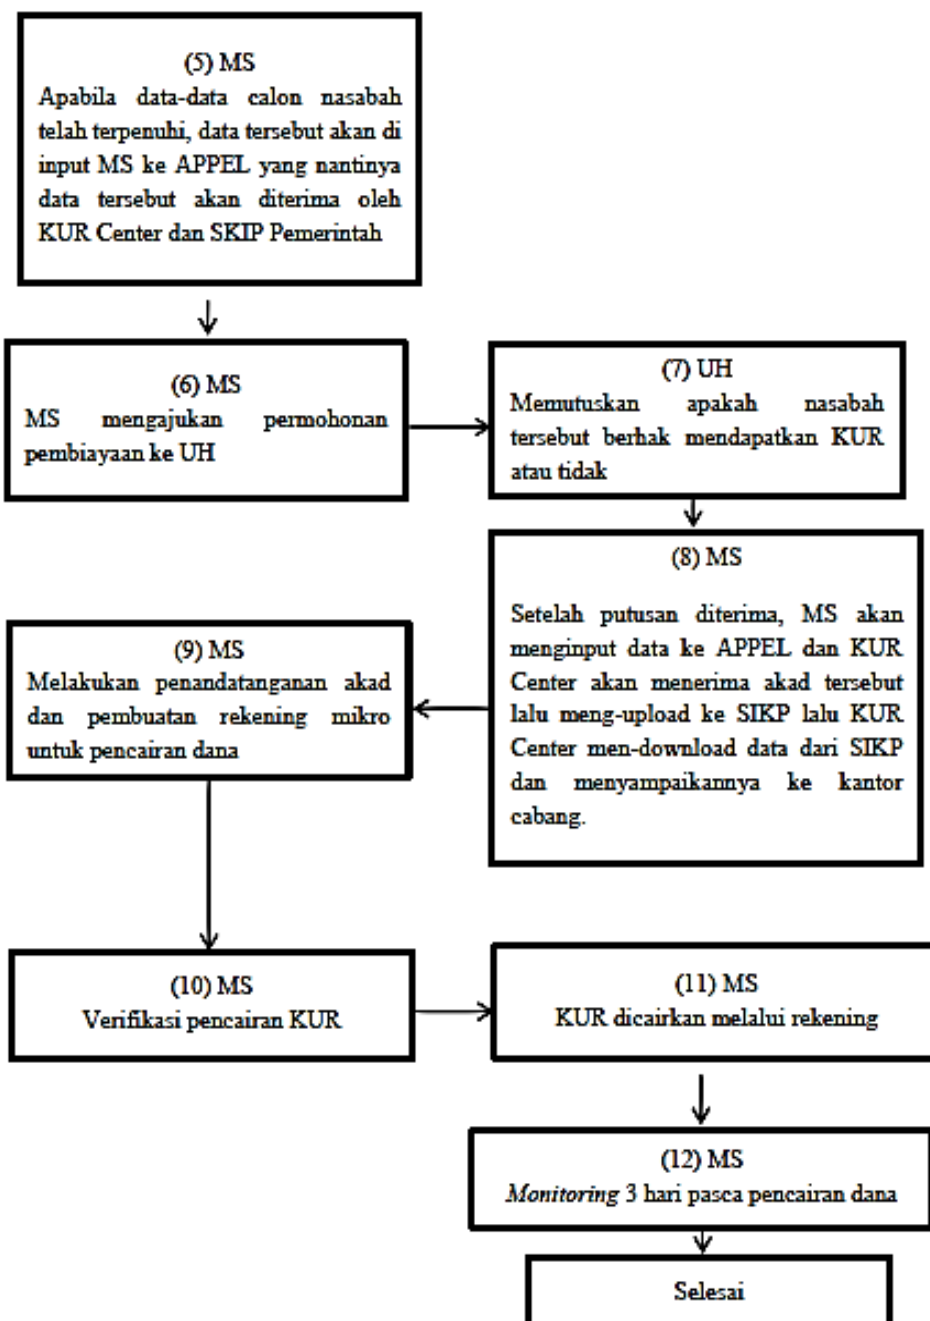 (5) MS
Apabila data-data calon nasabah
telah terpenuhi, data tersebut akan di
input MS ke APPEL yang nantinya
data tersebut akan diterima oleh
KUR Center dan SKIP Pemerintah
(6) MS
MS mengajukan permohonan
pembiayaan ke UH
(7) UH
Memutuskan apakah nasabah
tersebut berhak mendapatkan KUR
atau tidak
(8) MS
Setelah putusan diterima, MS akan
menginput data ke APPEL dan KUR
Center akan menerima akad tersebut
lalu meng-upload ke SIKP lalu KUR
Center men-download data dari SIKP
dan menyampaikannya ke kantor
cabang.
(9) MS
Melakukan penandatanganan akad
dan pembuatan rekening mikro
untuk pencairan dana
(10) MS
Verifikasi pencairan KUR
(11) MS
KUR dicairkan melalui rekening
(12) MS
Monitoring 3 hari pasca pencairan dana
Selesai